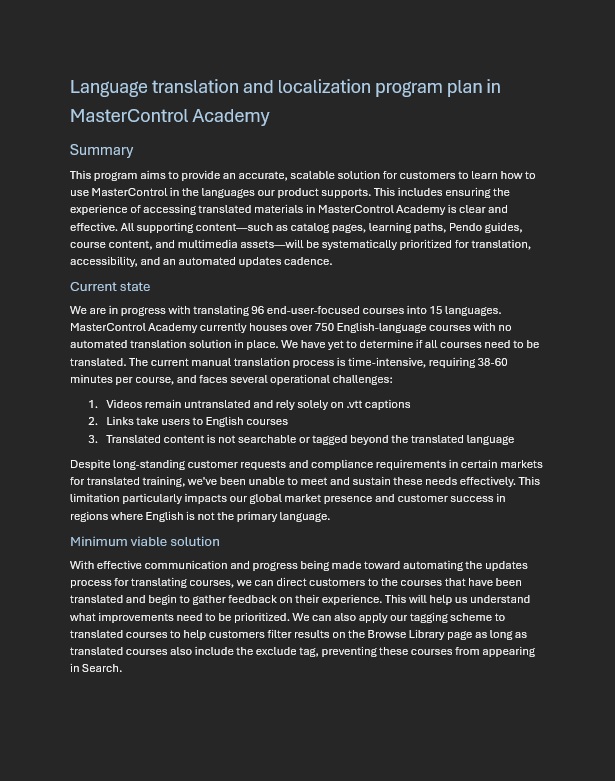 Language translation and localization program plan in
MasterControl Academy
Summary
This program aims to provide an accurate, scalable solution for customers to learn how to
use MasterControl in the languages our product supports. This includes ensuring the
experience of accessing translated materials in MasterControl Academy is clear and
effective. All supporting content—such as catalog pages, learning paths, Pendo guides,
course content, and multimedia assets—will be systematically prioritized for translation,
accessibility, and an automated updates cadence.
Current state
We are in progress with translating 96 end-user-focused courses into 15 languages.
MasterControl Academy currently houses over 750 English-language courses with no
automated translation solution in place. We have yet to determine if all courses need to be
translated. The current manual translation process is time-intensive, requiring 38-60
minutes per course, and faces several operational challenges:
1. Videos remain untranslated and rely solely on .vtt captions
2. Links take users to English courses
3. Translated content is not searchable or tagged beyond the translated language
Despite long-standing customer requests and compliance requirements in certain markets
for translated training, we've been unable to meet and sustain these needs effectively. This
limitation particularly impacts our global market presence and customer success in
regions where English is not the primary language.
Minimum viable solution
With effective communication and progress being made toward automating the updates
process for translating courses, we can direct customers to the courses that have been
translated and begin to gather feedback on their experience. This will help us understand
what improvements need to be prioritized. We can also apply our tagging scheme to
translated courses to help customers filter results on the Browse Library page as long as
translated courses also include the exclude tag, preventing these courses from appearing
in Search.